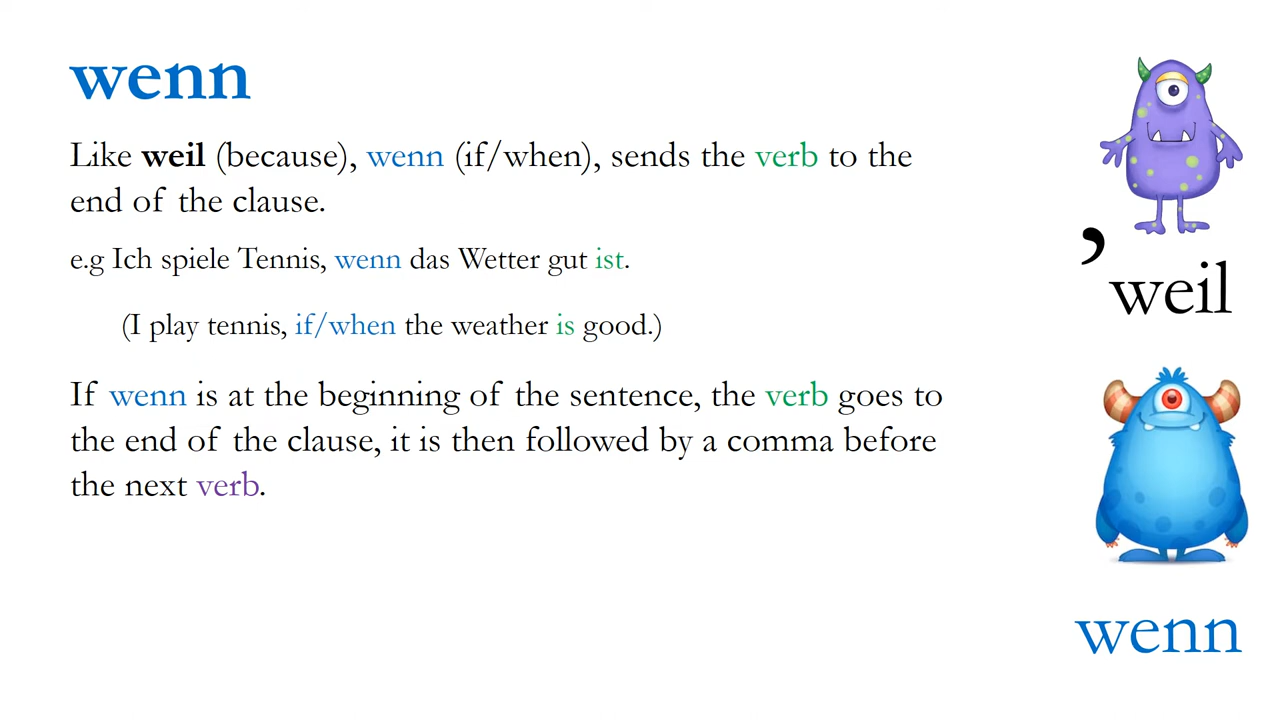 wenn
Like weil (because), wenn (if/when), sends the verb to the
end of the clause.
e.g Ich spiele Tennis, wenn das Wetter gut ist.
(I play tennis, if/when the weather is good.)
If wenn is at the beginning of the sentence, the verb goes to
the end of the clause, it is then followed by a comma before
the next verb.
,weil
wenn